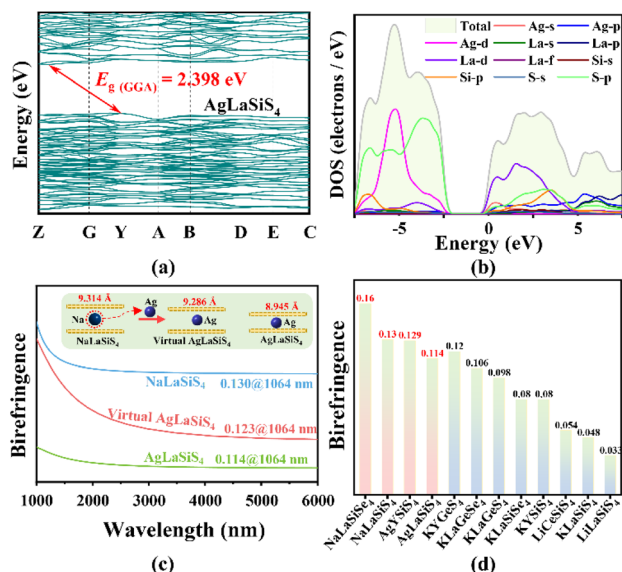 Energy (eV)
E_g (GGA) = 2.398 eV
AgLaSiS₄
Z G Y A B D E C
(a)
DOS (electrons / eV)
Total Ag-s Ag-p
Ag-d La-s La-p
La-d La-f Si-s
Si-p S-s S-p
-5 0 5
Energy (eV)
(b)
Birefringence
9.314 Å 9.286 Å 8.945 Å
Na Ag Ag Ag
NaLaSiS₄ Virtual AgLaSiS₄ AgLaSiS₄
NaLaSiS₄ 0.130@1064 nm
Virtual AgLaSiS₄ 0.123@1064 nm
AgLaSiS₄ 0.114@1064 nm
1000 2000 3000 4000 5000 6000
Wavelength (nm)
(c)
Birefringence
0.16
0.13
0.129
0.114
0.12
0.106
0.098
0.08
0.08
0.054
0.048
0.033
NaLaSiSe₄
NaLaSiS₄
AgYSiS₄
AgLaSiS₄
KYGeS₄
KLaGeSe₄
KLaGeS₄
KLaSiSe₄
KYSiS₄
LiCeSiS₄
KLaSiS₄
LiLaSiS₄
(d)